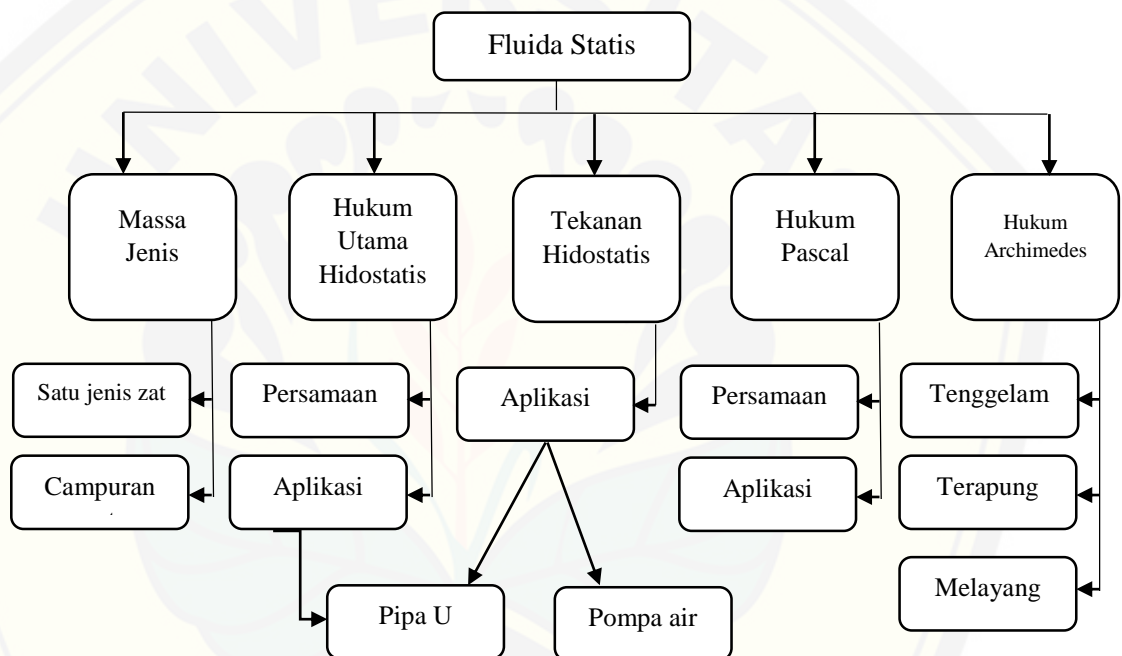 Fluida Statis
Massa
Jenis
Hukum
Utama
Hidostatis
Tekanan
Hidostatis
Hukum
Pascal
Hukum
Archimedes
Satu jenis zat
Persamaan
Aplikasi
Persamaan
Tenggelam
Campuran
Aplikasi
Aplikasi
Terapung
Melayang
Pipa U
Pompa air